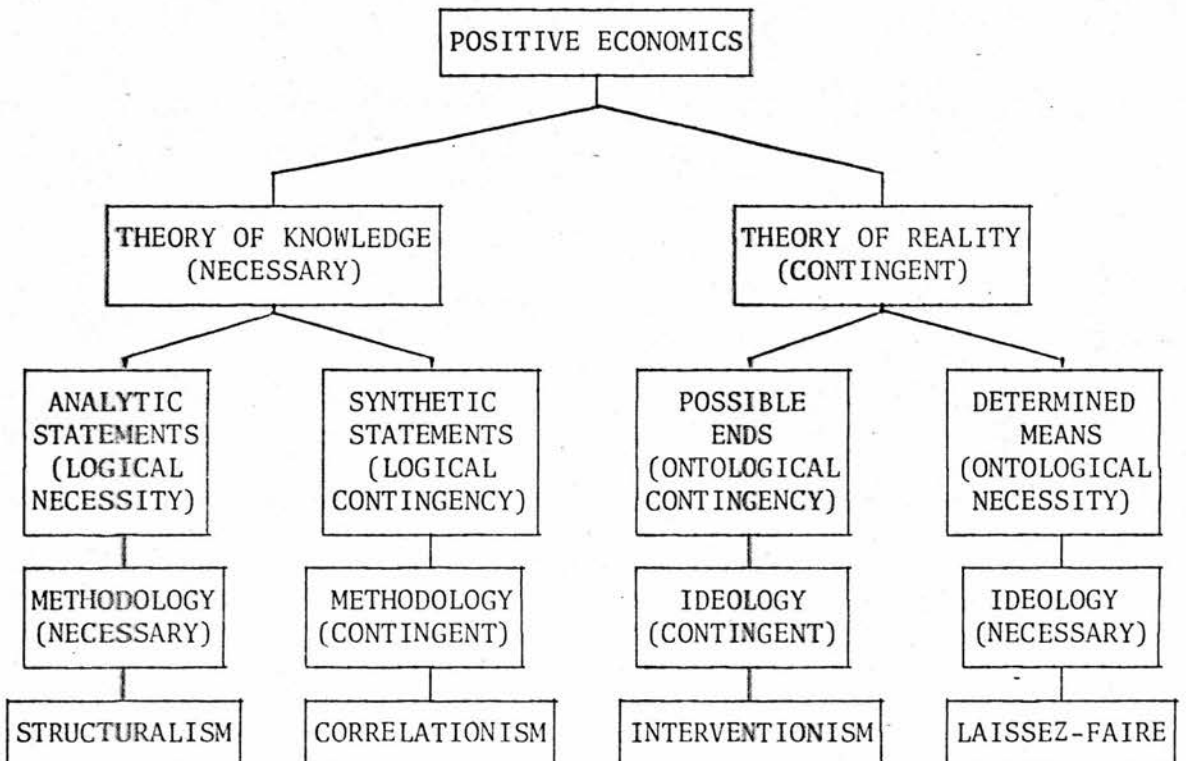 POSITIVE ECONOMICS
THEORY OF KNOWLEDGE
(NECESSARY)
THEORY OF REALITY
(CONTINGENT)
ANALYTIC
STATEMENTS
(LOGICAL
NECESSITY)
SYNTHETIC
STATEMENTS
(LOGICAL
CONTINGENCY)
POSSIBLE
ENDS
(ONTOLOGICAL
CONTINGENCY)
DETERMINED
MEANS
(ONTOLOGICAL
NECESSITY)
METHODOLOGY
(NECESSARY)
METHODOLOGY
(CONTINGENT)
IDEOLOGY
(CONTINGENT)
IDEOLOGY
(NECESSARY)
STRUCTURALISM
CORRELATIONISM
INTERVENTIONISM
LAISSEZ-FAIRE